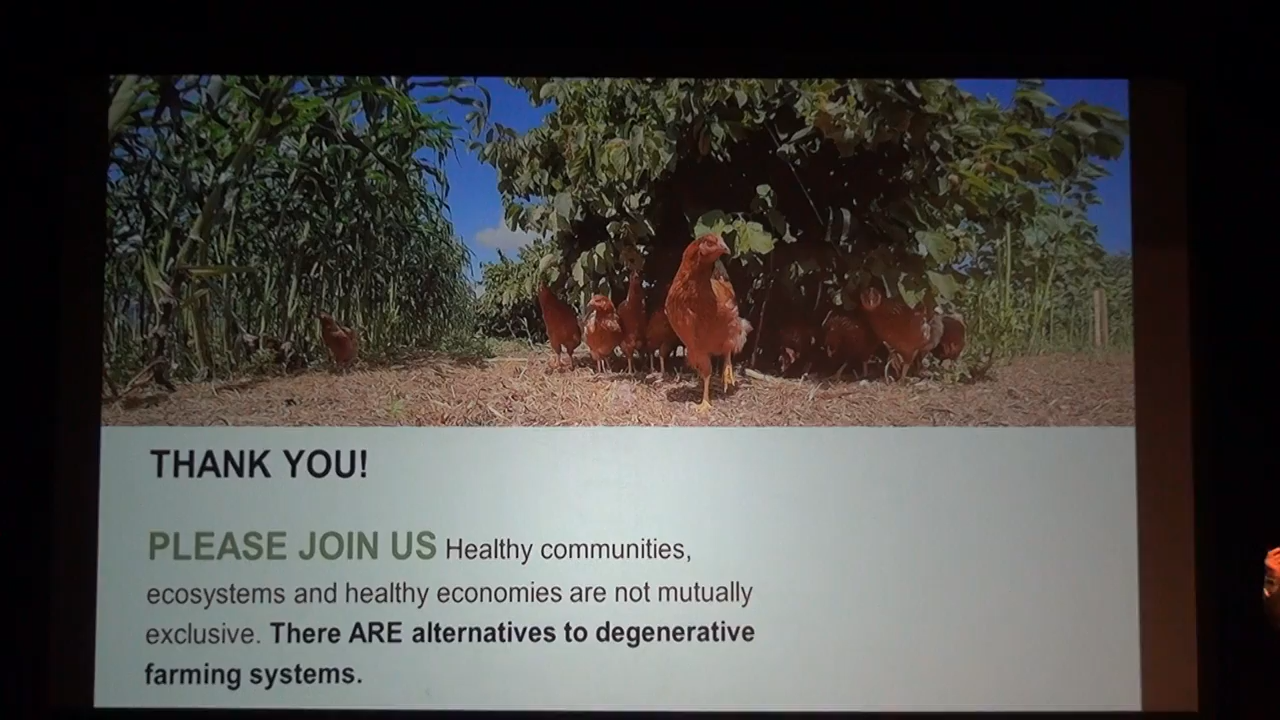 THANK YOU!
PLEASE JOIN US Healthy communities,
ecosystems and healthy economies are not mutually
exclusive. There ARE alternatives to degenerative
farming systems.